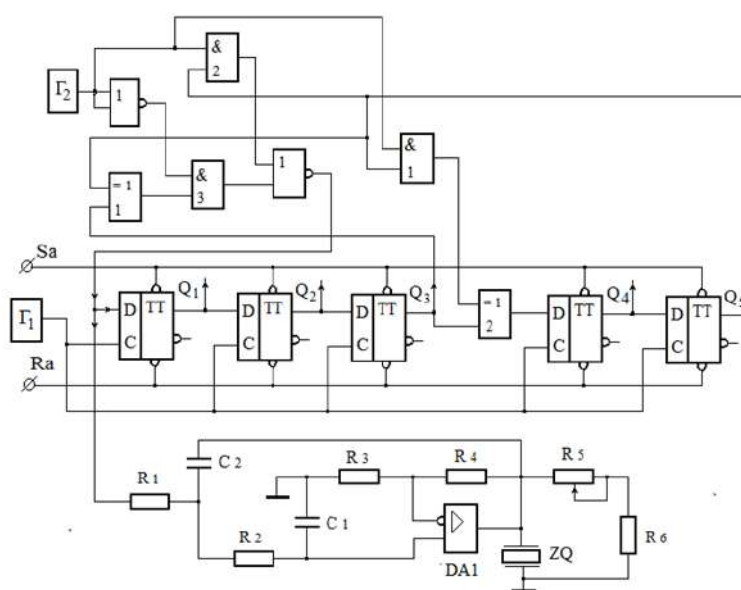 &
2
Г₂
1
&
1
1
= 1
1
&
3
Sa
Q₁
Q₂
Q₃
= 1
2
Q₄
Q₅
Г₁
D TT
C
D TT
C
D TT
C
D TT
C
D TT
C
Ra
R 1
C 2
R 3
R 4
R 5
C 1
R 2
DA1
ZQ
R 6